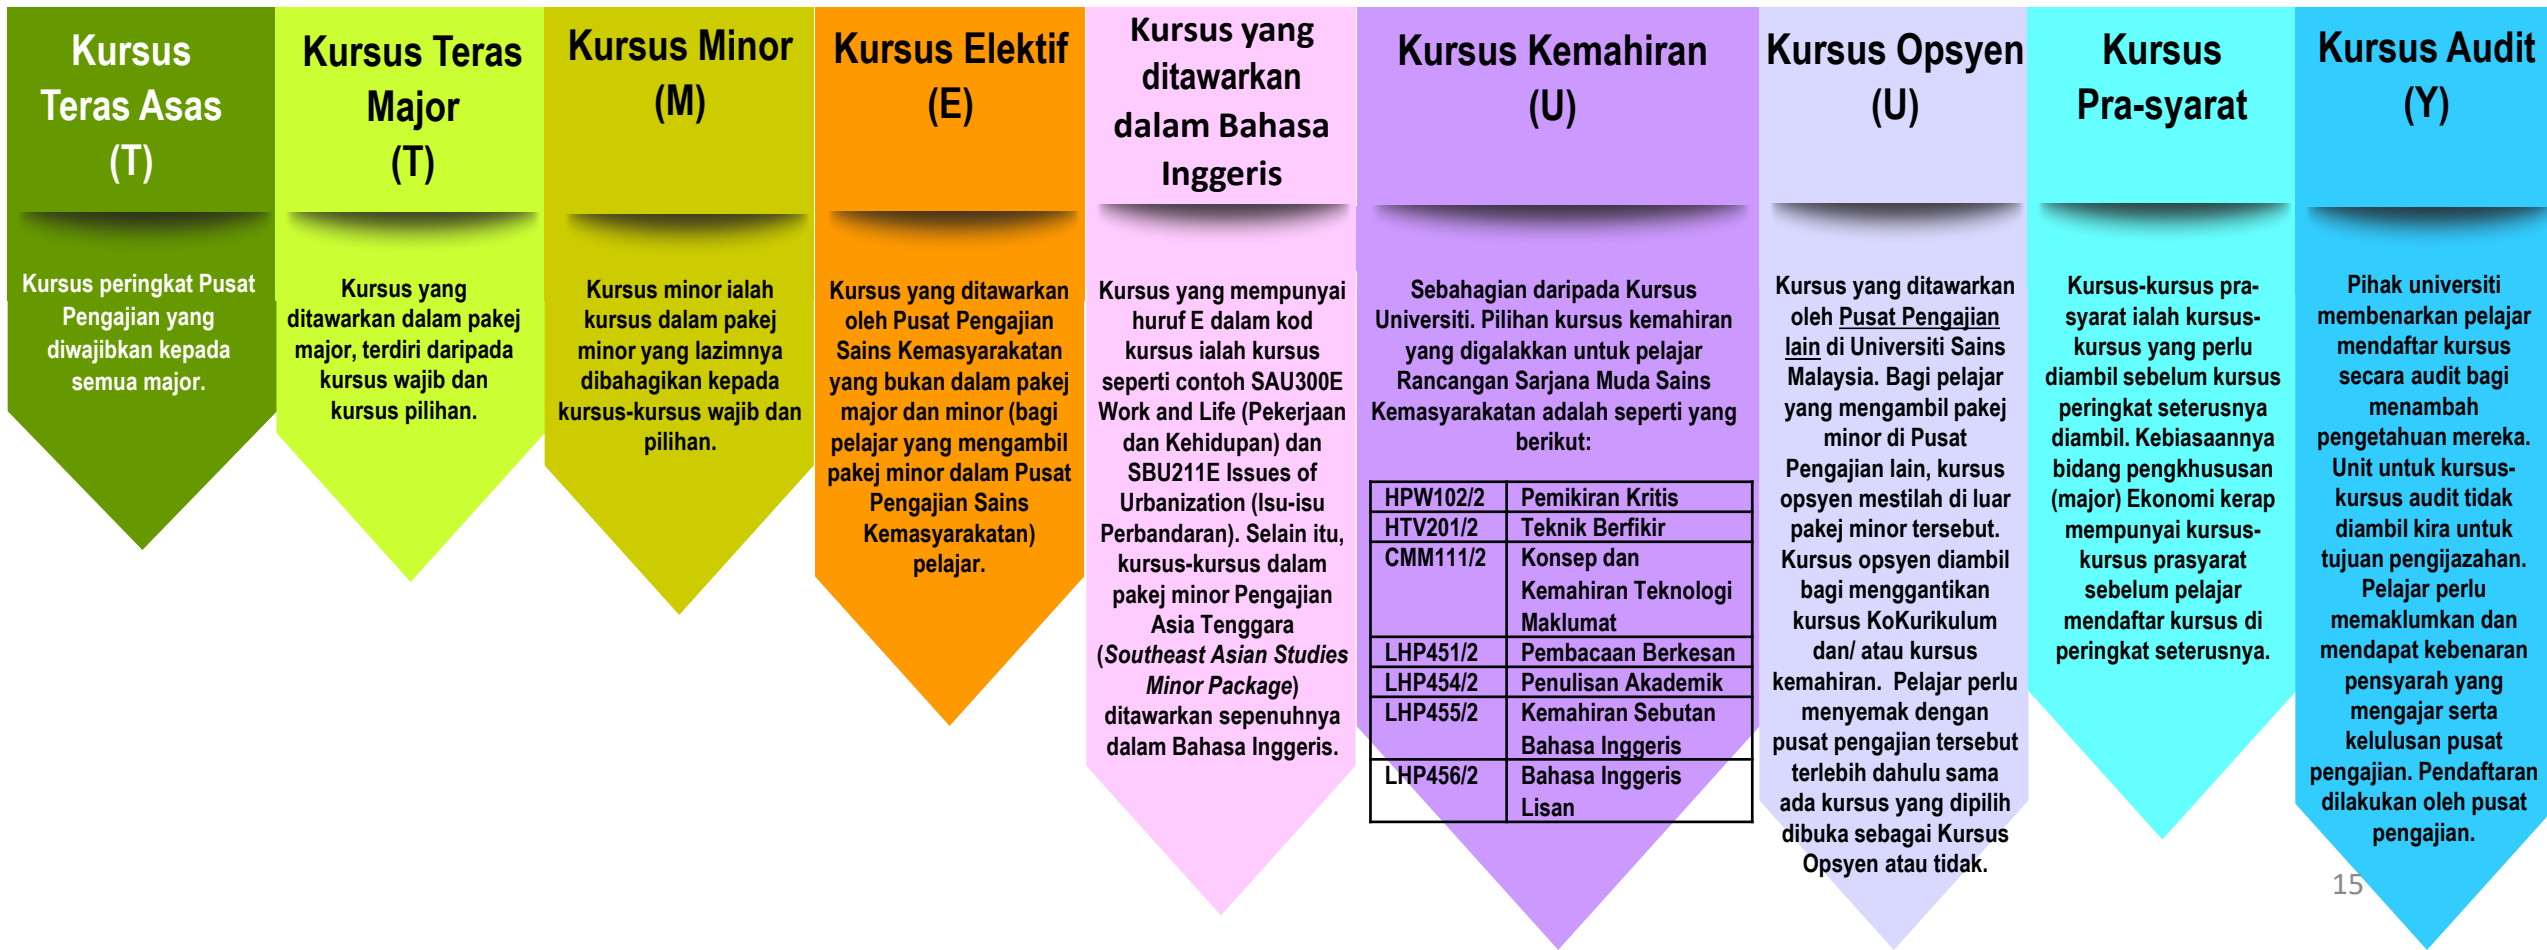 Kursus
Teras Asas
(T)
Kursus peringkat Pusat
Pengajian yang
diwajibkan kepada
semua major.
Kursus Teras
Major
(T)
Kursus yang
ditawarkan dalam pakej
major, terdiri daripada
kursus wajib dan
kursus pilihan.
Kursus Minor
(M)
Kursus minor ialah
kursus dalam pakej
minor yang lazimnya
dibahagikan kepada
kursus-kursus wajib dan
pilihan.
Kursus Elektif
(E)
Kursus yang ditawarkan
oleh Pusat Pengajian
Sains Kemasyarakatan
yang bukan dalam pakej
major dan minor (bagi
pelajar yang mengambil
pakej minor dalam Pusat
Pengajian Sains
Kemasyarakatan)
pelajar.
Kursus yang
ditawarkan
dalam Bahasa
Inggeris
Kursus yang mempunyai
huruf E dalam kod
kursus ialah kursus
seperti contoh SAU300E
Work and Life (Pekerjaan
dan Kehidupan) dan
SBU211E Issues of
Urbanization (Isu-isu
Perbandaran). Selain itu,
kursus-kursus dalam
pakej minor Pengajian
Asia Tenggara
(Southeast Asian Studies
Minor Package)
ditawarkan sepenuhnya
dalam Bahasa Inggeris.
Kursus Kemahiran
(U)
Sebahagian daripada Kursus
Universiti. Pilihan kursus kemahiran
yang digalakkan untuk pelajar
Rancangan Sarjana Muda Sains
Kemasyarakatan adalah seperti yang
berikut:
HPW102/2 Pemikiran Kritis
HTV201/2 Teknik Berfikir
CMM111/2 Konsep dan
Kemahiran Teknologi
Maklumat
LHP451/2 Pembacaan Berkesan
LHP454/2 Penulisan Akademik
LHP455/2 Kemahiran Sebutan
Bahasa Inggeris
LHP456/2 Bahasa Inggeris
Lisan
Kursus Opsyen
(U)
Kursus yang ditawarkan
oleh Pusat Pengajian
lain di Universiti Sains
Malaysia. Bagi pelajar
yang mengambil pakej
minor di Pusat
Pengajian lain, kursus
opsyen mestilah di luar
pakej minor tersebut.
Kursus opsyen diambil
bagi menggantikan
kursus KoKurikulum
dan/ atau kursus
kemahiran. Pelajar perlu
menyemak dengan
pusat pengajian tersebut
terlebih dahulu sama
ada kursus yang dipilih
dibuka sebagai Kursus
Opsyen atau tidak.
Kursus
Pra-syarat
Kursus-kursus pra-
syarat ialah kursus-
kursus yang perlu
diambil sebelum kursus
peringkat seterusnya
diambil. Kebiasaannya
bidang pengkhususan
(major) Ekonomi kerap
mempunyai kursus-
kursus prasyarat
sebelum pelajar
mendaftar kursus di
peringkat seterusnya.
Kursus Audit
(Y)
Pihak universiti
membenarkan pelajar
mendaftar kursus
secara audit bagi
menambah
pengetahuan mereka.
Unit untuk kursus-
kursus audit tidak
diambil kira untuk
tujuan pengijazahan.
Pelajar perlu
memaklumkan dan
mendapat kebenaran
pensyarah yang
mengajar serta
kelulusan pusat
pengajian. Pendaftaran
dilakukan oleh pusat
pengajian.
15